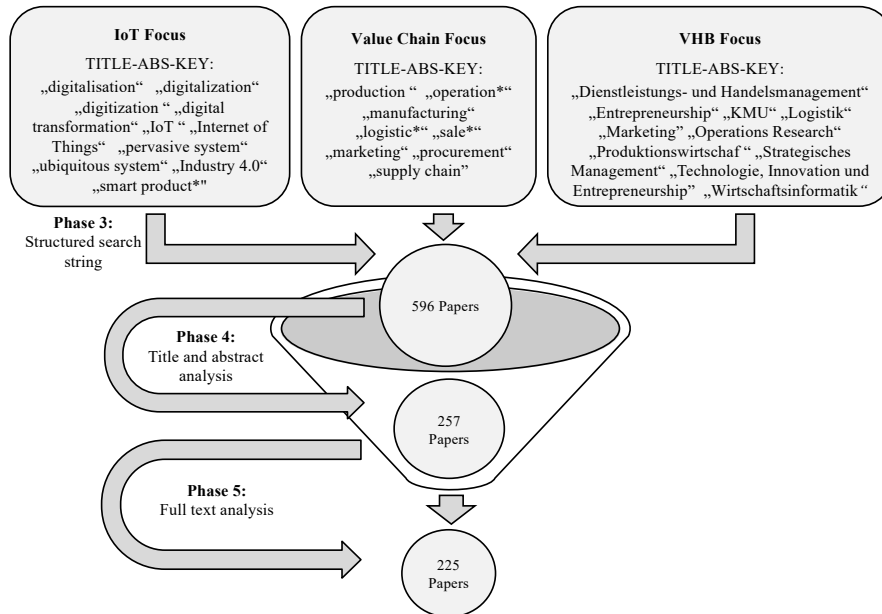 IoT Focus
TITLE-ABS-KEY:
„digitalisation“ „digitalization“
„digitization “ „digital
transformation“ „IoT “ „Internet of
Things“ „pervasive system“
„ubiquitous system“ „Industry 4.0“
„smart product*"
Value Chain Focus
TITLE-ABS-KEY:
„production “ „operation*“
„manufacturing“
„logistic*“ „sale*“
„marketing“ „procurement“
„supply chain”
VHB Focus
TITLE-ABS-KEY:
„Dienstleistungs- und Handelsmanagement“
„Entrepreneurship“ „KMU“ „Logistik“
„Marketing” „Operations Research“
„Produktionswirtschaf “ „Strategisches
Management“ „Technologie, Innovation und
Entrepreneurship” „Wirtschaftsinformatik“
Phase 3:
Structured search
string
596 Papers
Phase 4:
Title and abstract
analysis
257
Papers
Phase 5:
Full text analysis
225
Papers